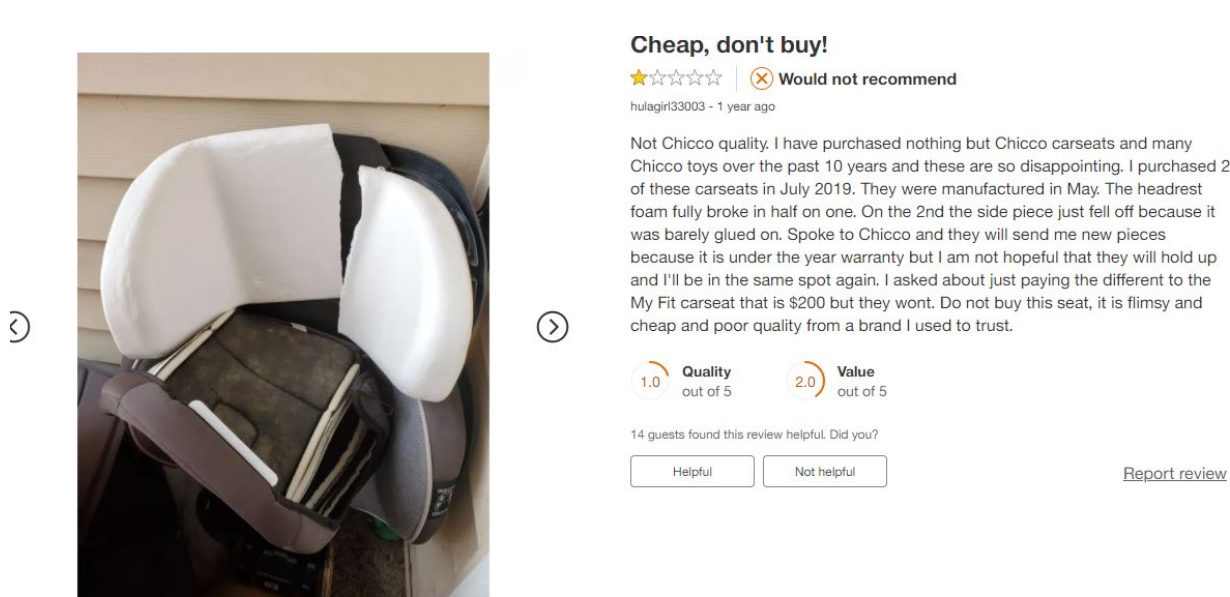 Cheap, don't buy!
Would not recommend
hulagirl33003 - 1 year ago
Not Chicco quality. I have purchased nothing but Chicco carseats and many
Chicco toys over the past 10 years and these are so disappointing. I purchased 2
of these carseats in July 2019. They were manufactured in May. The headrest
foam fully broke in half on one. On the 2nd the side piece just fell off because it
was barely glued on. Spoke to Chicco and they will send me new pieces
because it is under the year warranty but I am not hopeful that they will hold up
and I'll be in the same spot again. I asked about just paying the different to the
My Fit carseat that is $200 but they wont. Do not buy this seat, it is flimsy and
cheap and poor quality from a brand I used to trust.
1.0 Quality 2.0 Value
out of 5 out of 5
14 guests found this review helpful. Did you?
Helpful Not helpful Report review